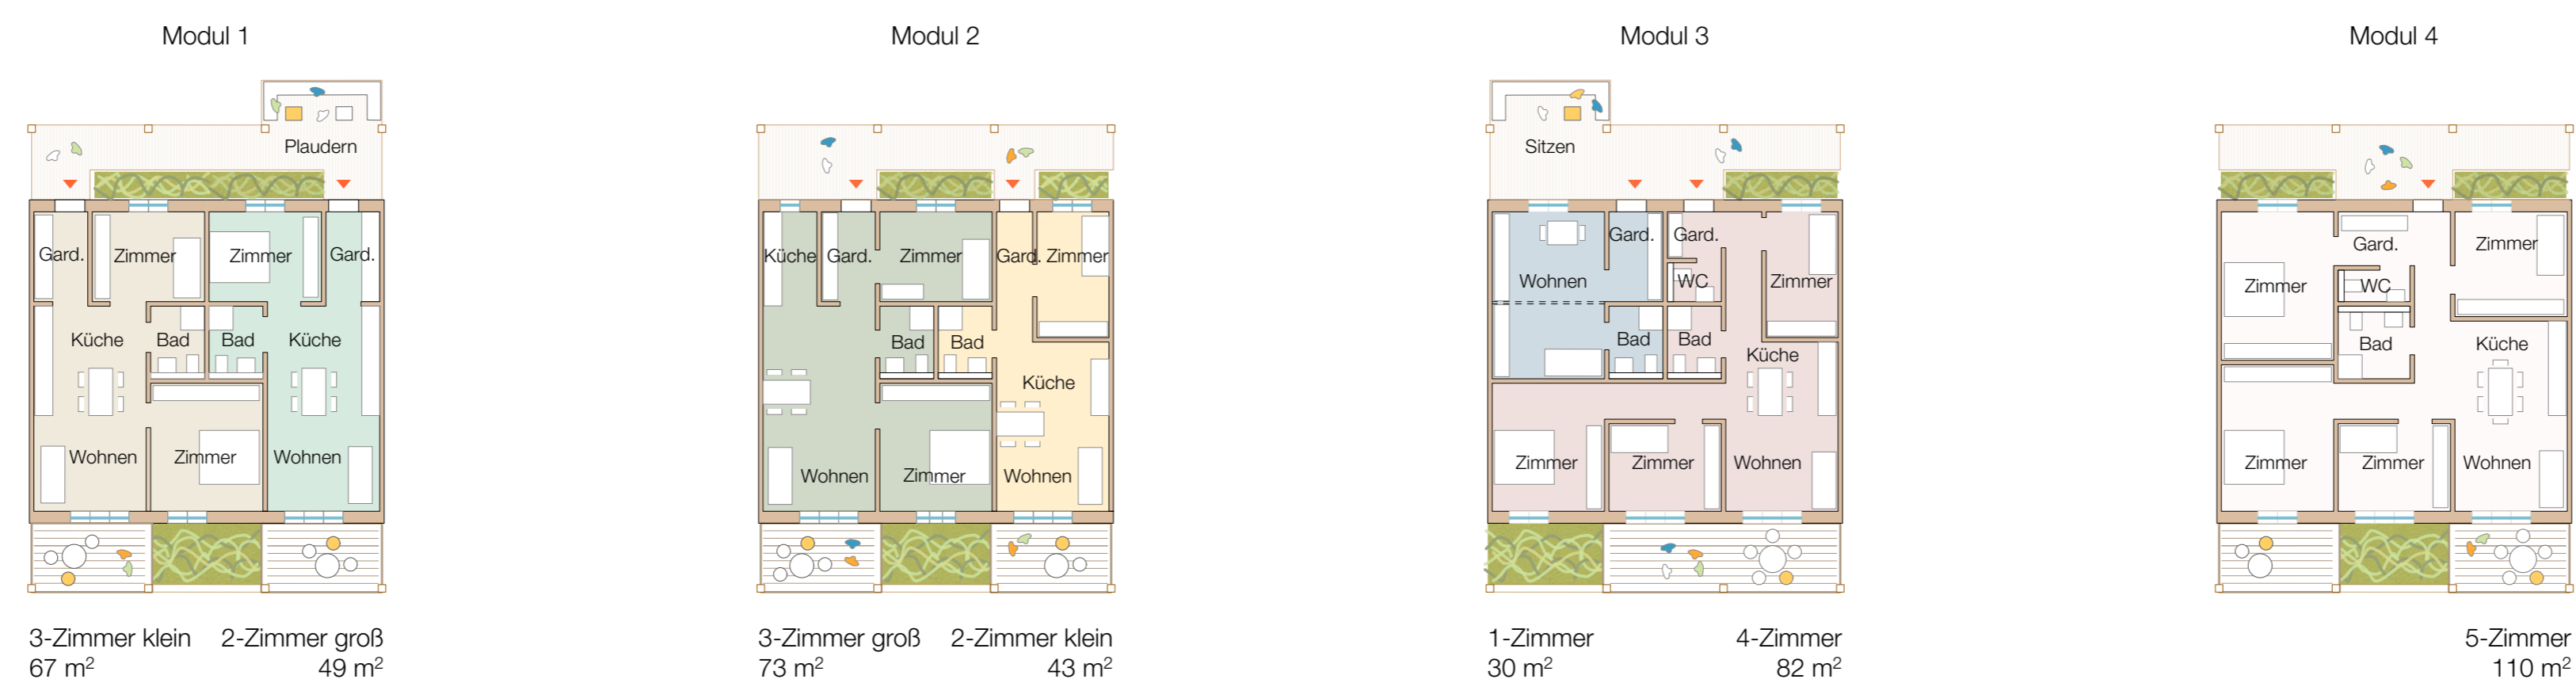 Modul 1
Plaudern
Gard.
Zimmer
Zimmer
Gard.
Küche
Bad
Bad
Küche
Wohnen
Zimmer
Wohnen
3-Zimmer klein
67 m²
2-Zimmer groß
49 m²
Modul 2
Küche
Gard.
Zimmer
Gard.
Zimmer
Bad
Bad
Küche
Wohnen
Zimmer
Wohnen
3-Zimmer groß
73 m²
2-Zimmer klein
43 m²
Modul 3
Sitzen
Gard.
Gard.
Wohnen
WC
Zimmer
Bad
Bad
Küche
Zimmer
Zimmer
Wohnen
1-Zimmer
30 m²
4-Zimmer
82 m²
Modul 4
Gard.
Zimmer
Zimmer
WC
Bad
Küche
Zimmer
Zimmer
Wohnen
5-Zimmer
110 m²